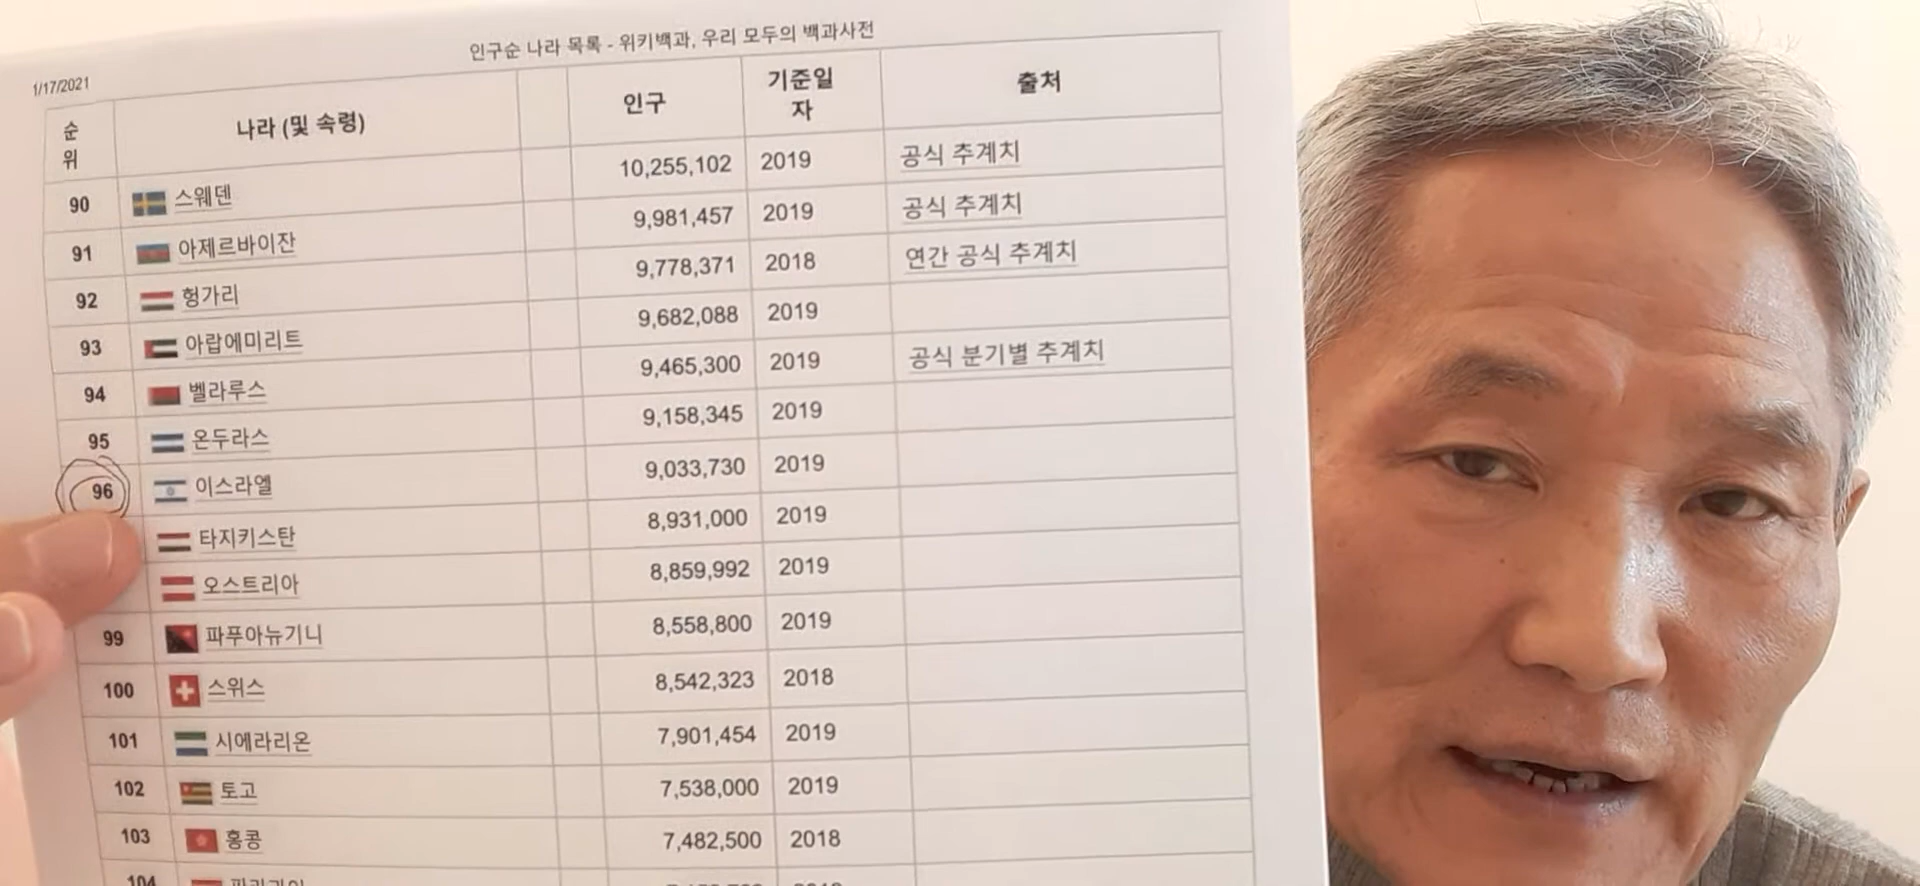 1/17/2021
인구순 나라 목록 - 위키백과, 우리 모두의 백과사전
순위 나라 (및 속령) 인구 기준일자 출처
90 스웨덴 10,255,102 2019 공식 추계치
91 아제르바이잔 9,981,457 2019 공식 추계치
92 헝가리 9,778,371 2018 연간 공식 추계치
93 아랍에미리트 9,682,088 2019
94 벨라루스 9,465,300 2019 공식 분기별 추계치
95 온두라스 9,158,345 2019
96 이스라엘 9,033,730 2019
타지키스탄 8,931,000 2019
오스트리아 8,859,992 2019
99 파푸아뉴기니 8,558,800 2019
100 스위스 8,542,323 2018
101 시에라리온 7,901,454 2019
102 토고 7,538,000 2019
103 홍콩 7,482,500 2018
104